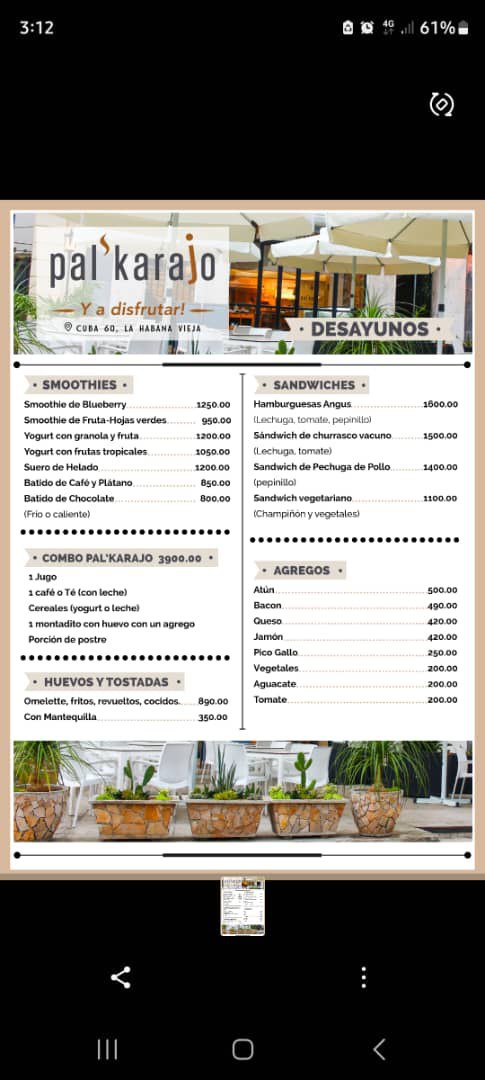 3:12
4G
61%
pal'karajo
Y a disfrutar!
CUBA 60, LA HABANA VIEJA
• DESAYUNOS •
• SMOOTHIES •
Smoothie de Blueberry 1250.00
Smoothie de Fruta-Hojas verdes 950.00
Yogurt con granola y fruta 1200.00
Yogurt con frutas tropicales 1050.00
Suero de Helado 1200.00
Batido de Café y Plátano 850.00
Batido de Chocolate 800.00
(Frío o caliente)
• COMBO PAL'KARAJO 3900.00 •
1 Jugo
1 café o Té (con leche)
Cereales (yogurt o leche)
1 montadito con huevo con un agrego
Porción de postre
• HUEVOS Y TOSTADAS •
Omelette, fritos, revueltos, cocidos. 890.00
Con Mantequilla 350.00
• SANDWICHES •
Hamburguesas Angus 1600.00
(Lechuga, tomate, pepinillo)
Sándwich de churrasco vacuno 1500.00
(Lechuga, tomate)
Sandwich de Pechuga de Pollo 1400.00
(pepinillo)
Sandwich vegetariano 1100.00
(Champiñón y vegetales)
• AGREGOS •
Atún 500.00
Bacon 490.00
Queso 420.00
Jamón 420.00
Pico Gallo 250.00
Vegetales 200.00
Aguacate 200.00
Tomate 200.00